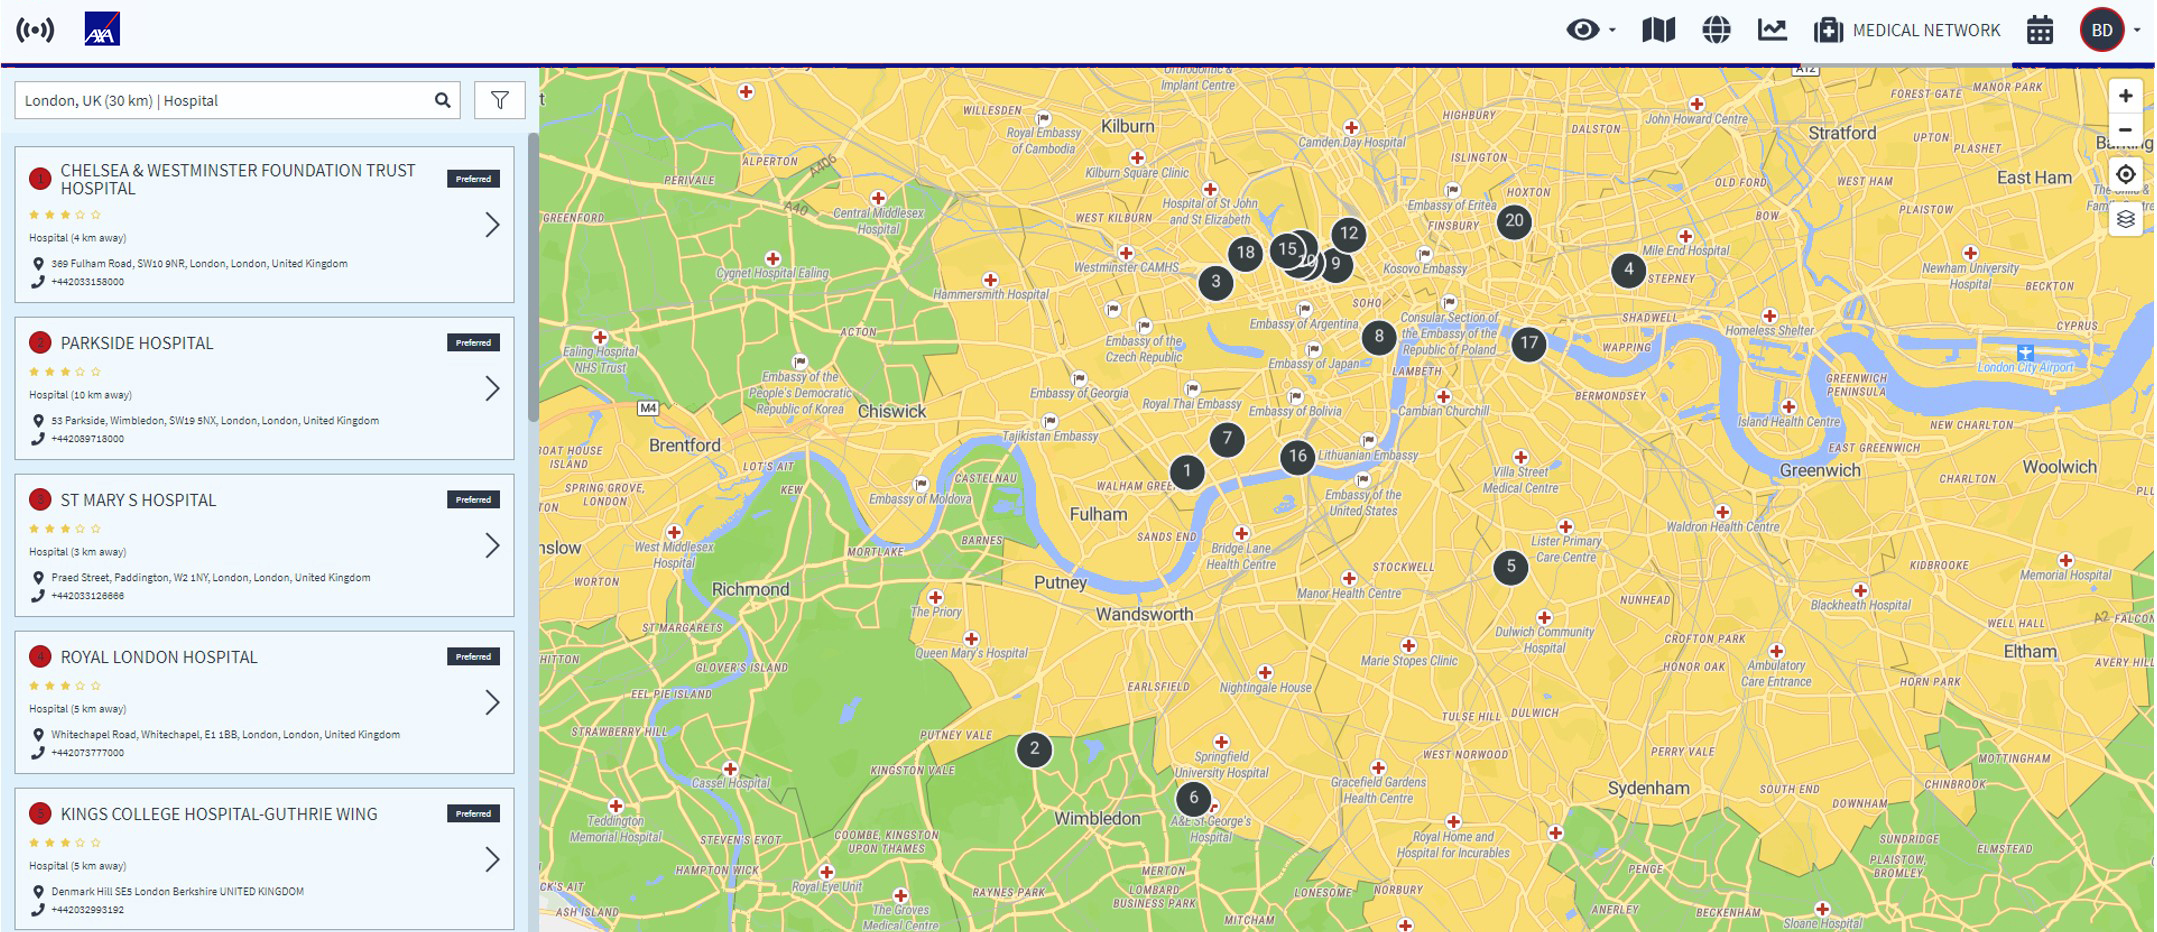 AXA
MEDICAL NETWORK
BD
London, UK (30 km) | Hospital
1
CHELSEA & WESTMINSTER FOUNDATION TRUST
HOSPITAL
Preferred
Hospital (4 km away)
369 Fulham Road, SW10 9NR, London, London, United Kingdom
+442033158000
2
PARKSIDE HOSPITAL
Preferred
Hospital (10 km away)
53 Parkside, Wimbledon, SW19 5NX, London, London, United Kingdom
+442089718000
3
ST MARY S HOSPITAL
Preferred
Hospital (3 km away)
Praed Street, Paddington, W2 1NY, London, London, United Kingdom
+442033126666
4
ROYAL LONDON HOSPITAL
Preferred
Hospital (5 km away)
Whitechapel Road, Whitechapel, E1 1BB, London, London, United Kingdom
+442073777000
5
KINGS COLLEGE HOSPITAL-GUTHRIE WING
Preferred
Hospital (5 km away)
Denmark Hill SE5 London Berkshire UNITED KINGDOM
+442032993192
Orthodontic &
Implant Centre
A12
WILLESDEN
Royal Embassy
of Cambodia
Kilburn
Camden Day Hospital
HIGHBURY
DALSTON
John Howard Centre
FOREST GATE
MANOR PARK
Stratford
UPTON
PLASHET
Barking
ALPERTON
A406
PERIVALE
Kilburn Square Clinic
ISLINGTON
OLD FORD
WEST HAM
East Ham
GREENFORD
A40
Central Middlesex
Hospital
WEST KILBURN
Hospital of St John
and St Elizabeth
Embassy of Eritea
HOXTON
FINSBURY
20
BOW
PLAISTOW
12
18
15
9
3
4
Mile End Hospital
STEPNEY
Newham University
Hospital
BECKTON
Cygnet Hospital Ealing
Westminster CAMHS
Kosovo Embassy
Hammersmith Hospital
SOHO
Embassy of Argentina
Consular Section of
the Embassy of the
Republic of Poland
SHADWELL
Homeless Shelter
CYPRUS
ACTON
Ealing Hospital
NHS Trust
Embassy of the
Czech Republic
8
17
WAPPING
Embassy of Japan
LAMBETH
London City Airport
Embassy of the
People's Democratic
Republic of Korea
Embassy of Georgia
Royal Thai Embassy
Embassy of Bolivia
Cambian Churchill
BERMONDSEY
GREENWICH
PENINSULA
M4
Chiswick
Island Health Centre
NEW CHARLTON
Tajikistan Embassy
7
Brentford
BOAT HOUSE
ISLAND
LOT'S AIT
16
Lithuanian Embassy
EAST GREENWICH
Greenwich
Woolwich
1
CASTELNAU
WALHAM GREE
Villa Street
Medical Centre
CHARLTON
SPRING GROVE,
LONDON
KEW
Embassy of Moldova
Embassy of the
United States
Fulham
Waldron Health Centre
nslow
West Middlesex
Hospital
MORTLAKE
BARNES
SANDS END
Bridge Lane
Health Centre
Lister Primary
Care Centre
WORTON
STOCKWELL
5
KIDBROOKE
Memorial Hospital
Richmond
Putney
Manor Health Centre
The Priory
Wandsworth
NUNHEAD
Blackheath Hospital
A2
FALCON
ST MARGARETS
Dulwich Community
Hospital
WELL HALL
HITTON
GLOVER'S ISLAND
Queen Mary's Hospital
Marie Stopes Clinic
CROFTON PARK
Eltham
AVERY HILL
EEL PIE ISLAND
EARLSFIELD
Nightingale House
HONOR OAK
Ambulatory
Care Entrance
HORN PARK
STRAWBERRY HILL
PUTNEY VALE
TULSE HILL
DULWICH
2
Springfield
University Hospital
WEST NORWOOD
PERRY VALE
MOTTINGHAM
KINGSTON VALE
Cassel Hospital
Gracefield Gardens
Health Centre
Sydenham
SOUTH END
CHINBROOK
6
DOWNHAM
Teddington
Memorial Hospital
Wimbledon
A&E St George's
Hospital
STEVEN'S EYOT
COOMBE, KINGSTON
UPON THAMES
Royal Home and
Hospital for Incurables
SUNDRIDGE
ELMSTEAD
PLAISTOW,
BROMLEY
HAMPTON WICK
MERTON
PENGE
CK'S AIT
Royal Eye Unit
RAYNES PARK
LOMBARD
BUSINESS PARK
LONESOME
NORBURY
ASH ISLAND
The Groves
Medical Centre
MITCHAM
ANERLEY
BECKENHAM
Sloane Hospital